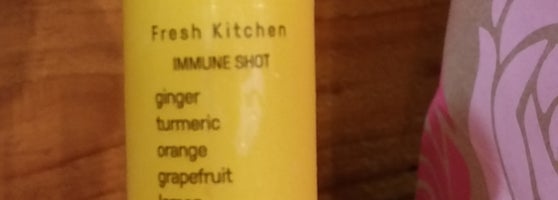 Fresh Kitchen
IMMUNE SHOT
ginger
turmeric
orange
grapefruit